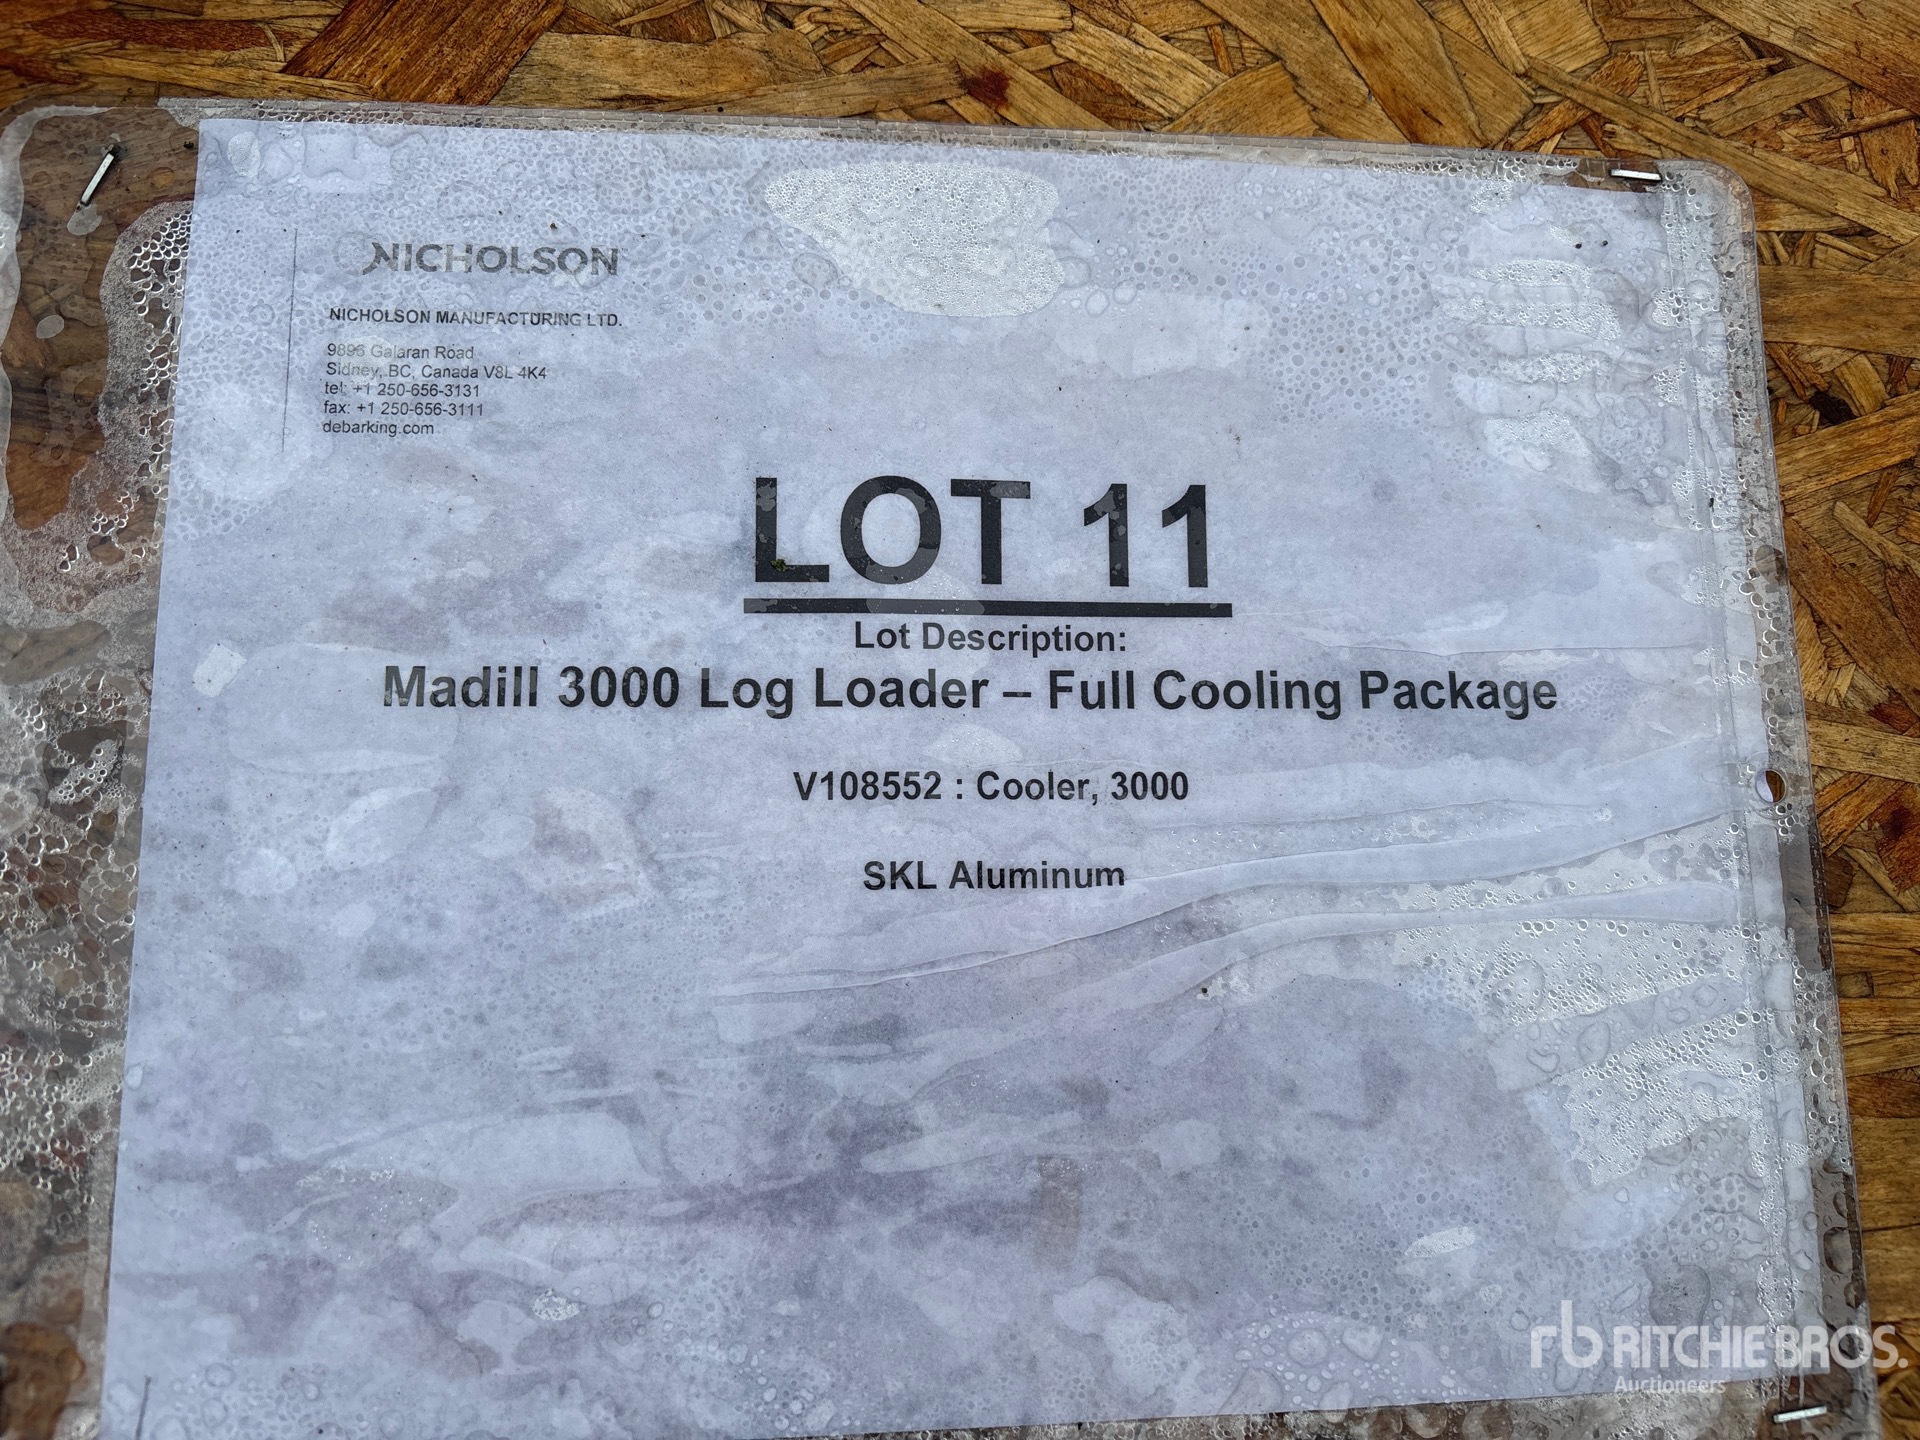 NICHOLSON
NICHOLSON MANUFACTURING LTD.
9896 Galaran Road
Sidney, BC, Canada V8L 4K4
tel: +1 250-656-3131
fax: +1 250-656-3111
debarking.com
LOT 11
Lot Description:
Madill 3000 Log Loader – Full Cooling Package
V108552 : Cooler, 3000
SKL Aluminum
rb RITCHIE BROS.
Auctioneers